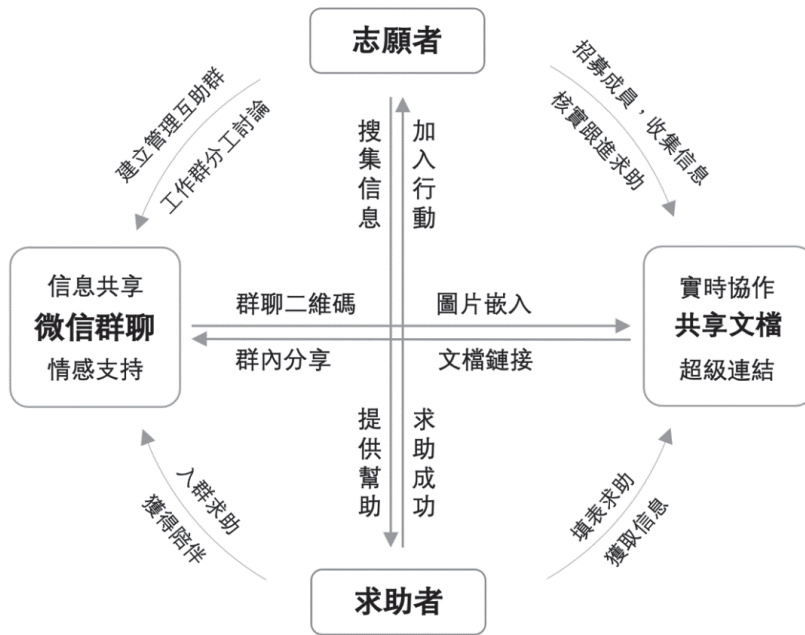 志願者
建立管理互助群
工作群分工討論
招募成員，收集信息
核實跟進求助
搜集信息
加入行動
信息共享
微信群聊
情感支持
群聊二維碼
圖片嵌入
群內分享
文檔鏈接
實時協作
共享文檔
超級連結
提供幫助
求助成功
入群求助
獲得陪伴
填表求助
獲取信息
求助者